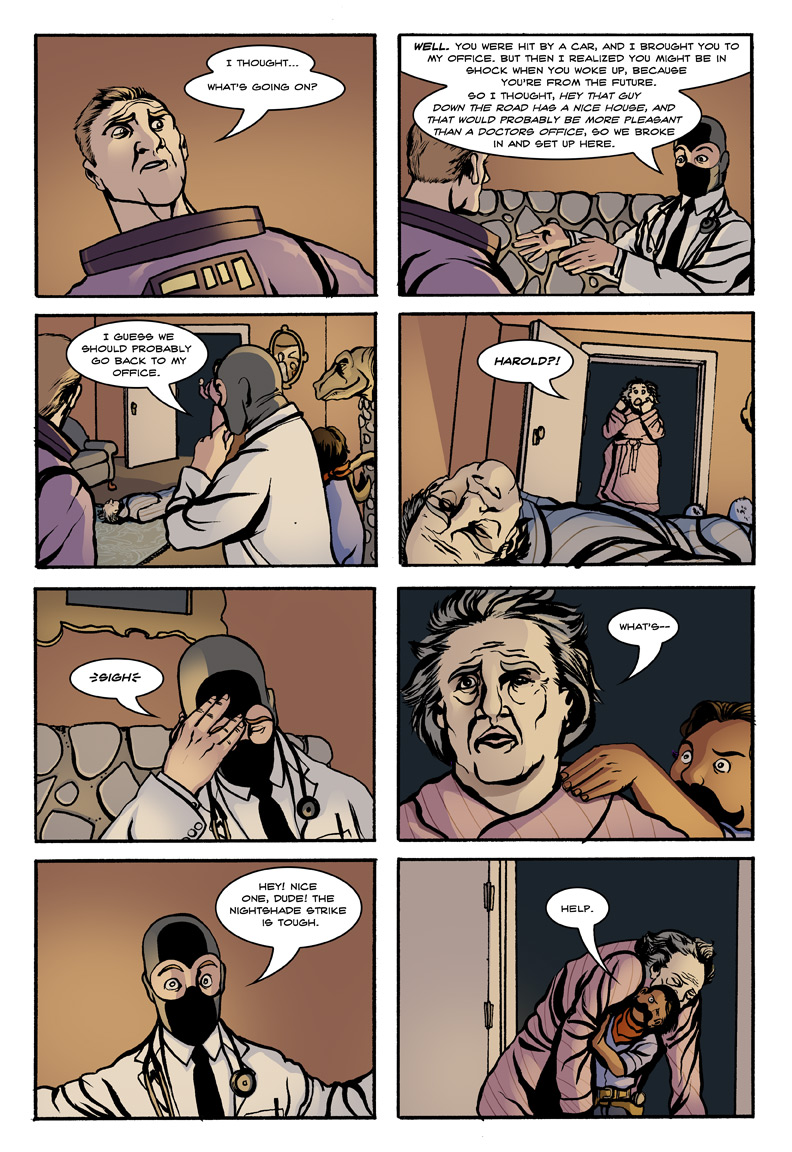 I THOUGHT...
WHAT'S GOING ON?
WELL. YOU WERE HIT BY A CAR, AND I BROUGHT YOU TO
MY OFFICE. BUT THEN I REALIZED YOU MIGHT BE IN
SHOCK WHEN YOU WOKE UP, BECAUSE
YOU'RE FROM THE FUTURE.
SO I THOUGHT, HEY THAT GUY
DOWN THE ROAD HAS A NICE HOUSE, AND
THAT WOULD PROBABLY BE MORE PLEASANT
THAN A DOCTORS OFFICE, SO WE BROKE
IN AND SET UP HERE.
I GUESS WE
SHOULD PROBABLY
GO BACK TO MY
OFFICE.
HAROLD?!
SIGH
WHAT'S--
HEY! NICE
ONE, DUDE! THE
NIGHTSHADE STRIKE
IS TOUGH.
HELP.